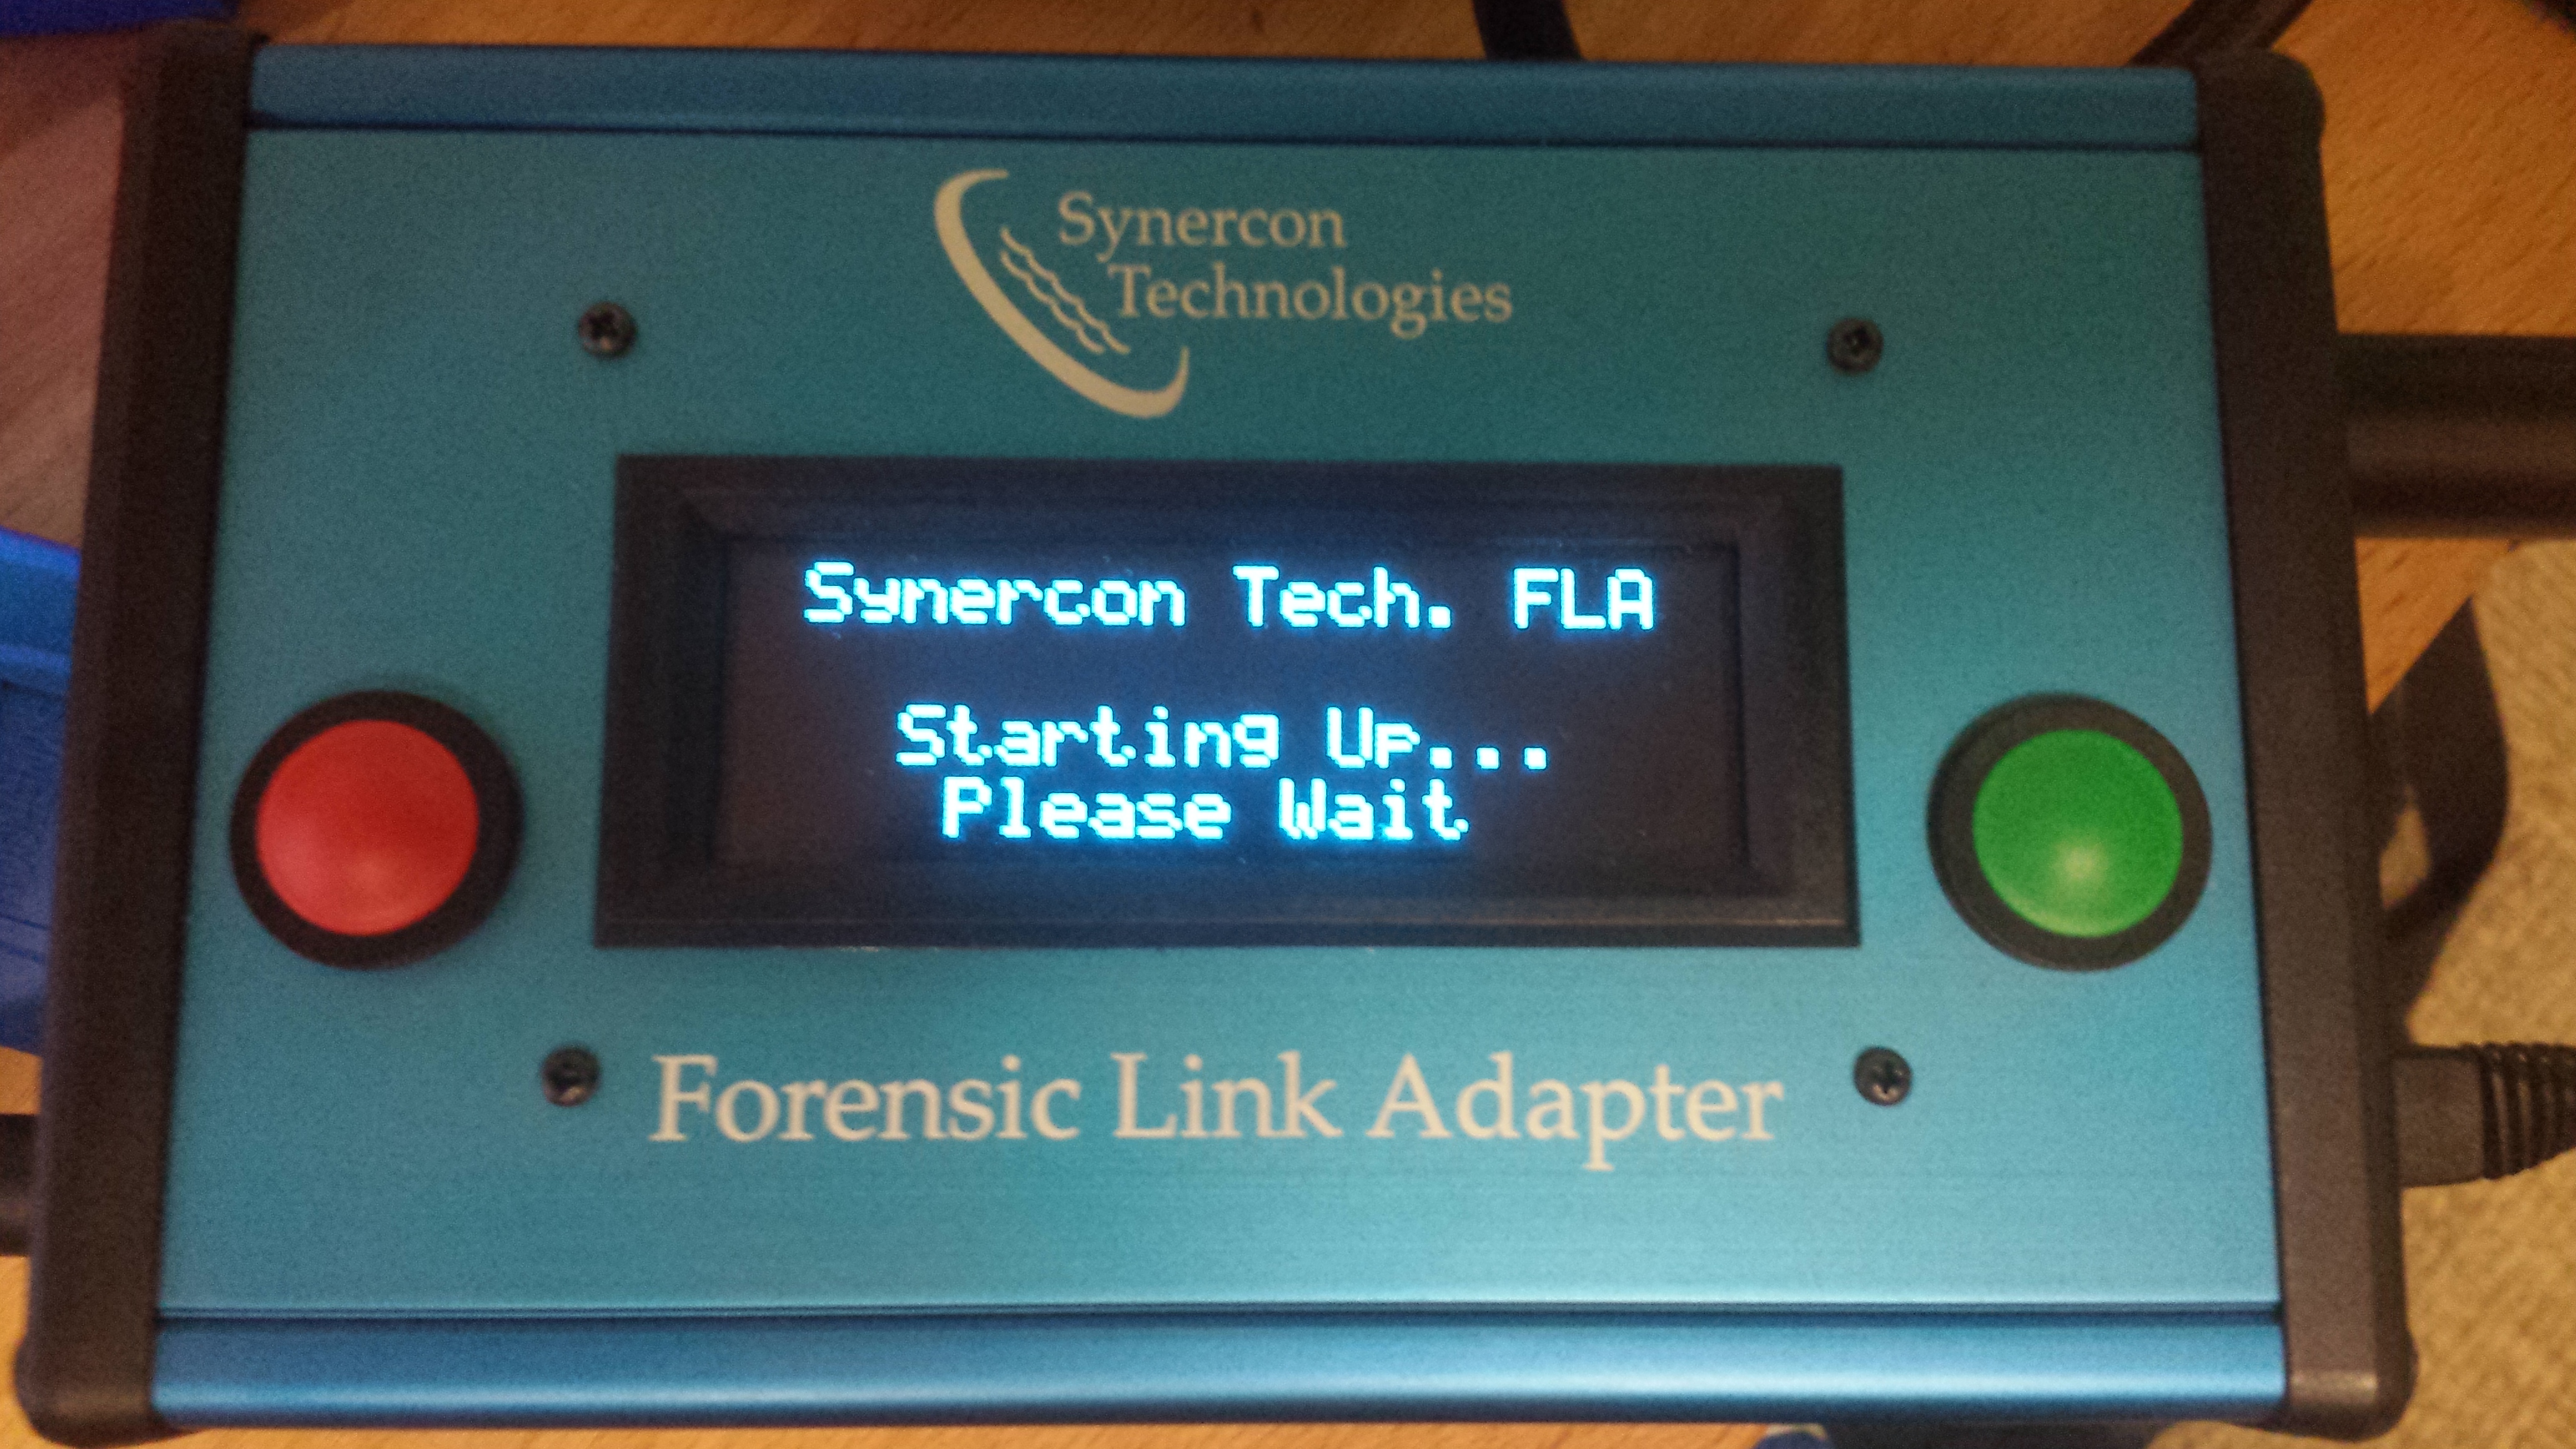 Synercon
Technologies
Synercon Tech. FLA
Starting Up...
Please Wait
Forensic Link Adapter